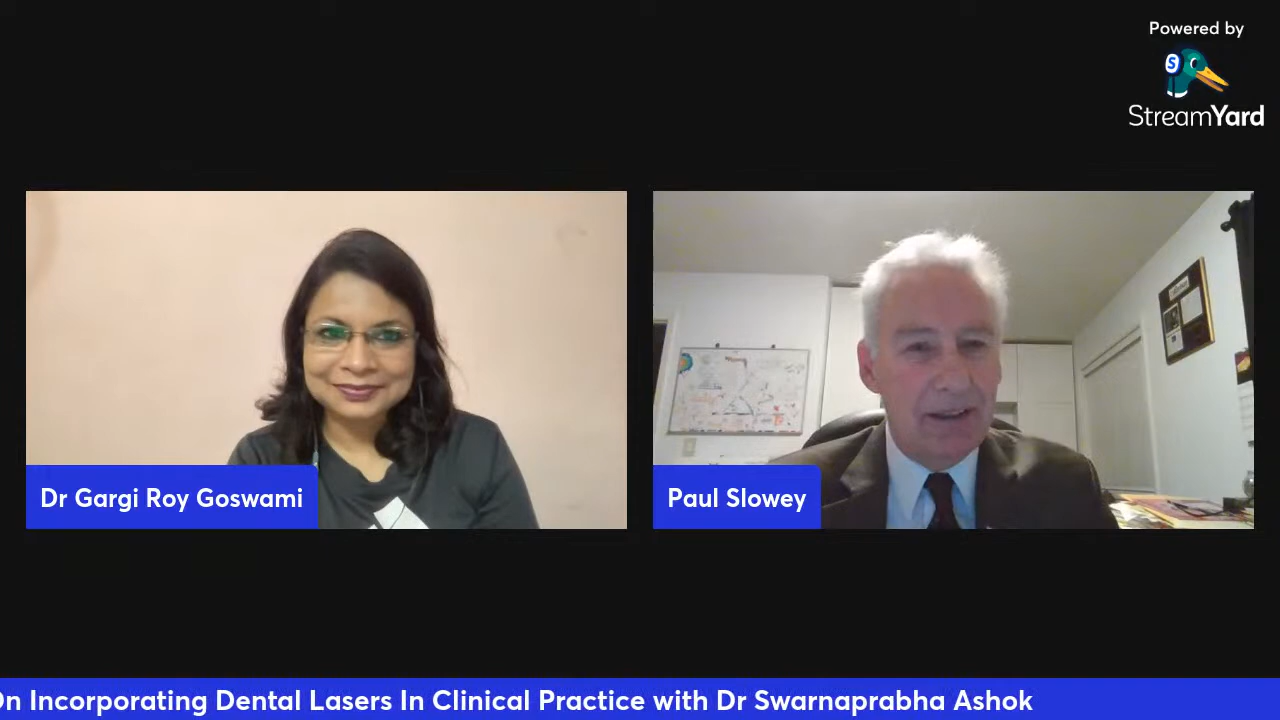 Powered by
S
StreamYard
Dr Gargi Roy Goswami
Paul Slowey
On Incorporating Dental Lasers In Clinical Practice with Dr Swarnaprabha Ashok